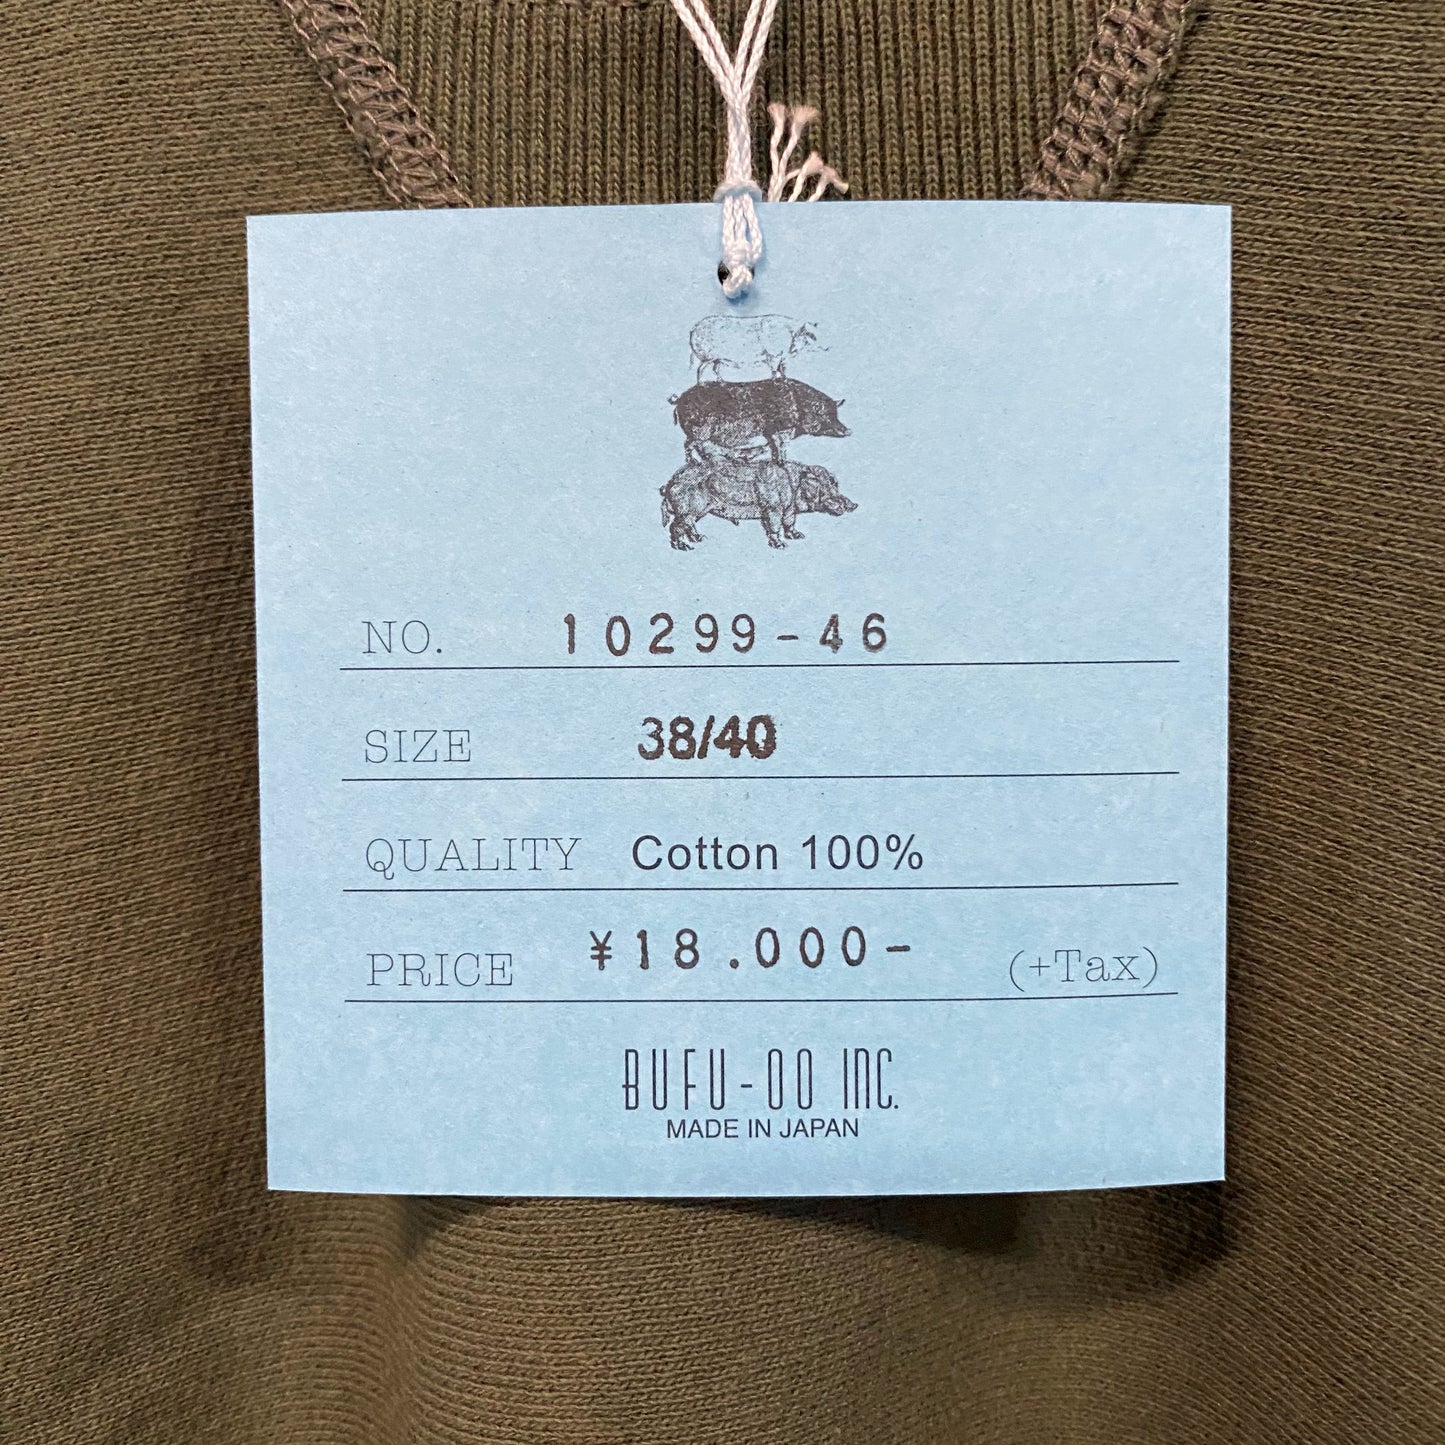 NO. 10299-46
SIZE 38/40
QUALITY Cotton 100%
PRICE ¥18.000- (+Tax)
BUFU-OO INC.
MADE IN JAPAN